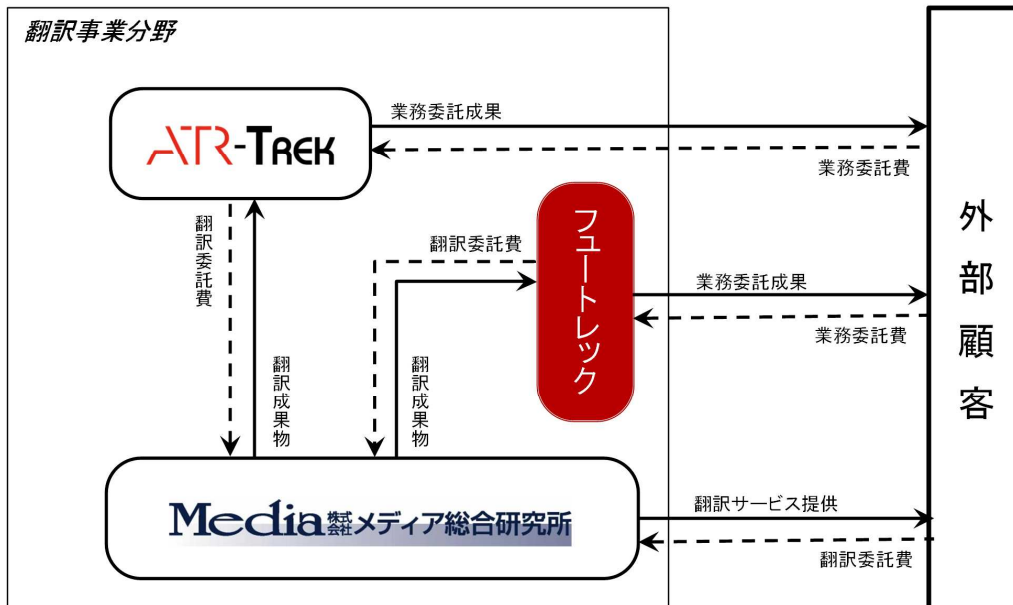 翻訳事業分野
ATR-TREK
業務委託成果
業務委託費
翻訳委託費
翻訳成果物
翻訳委託費
翻訳成果物
フュートレック
業務委託成果
業務委託費
Media 株式会社 メディア総合研究所
翻訳サービス提供
翻訳委託費
外部顧客